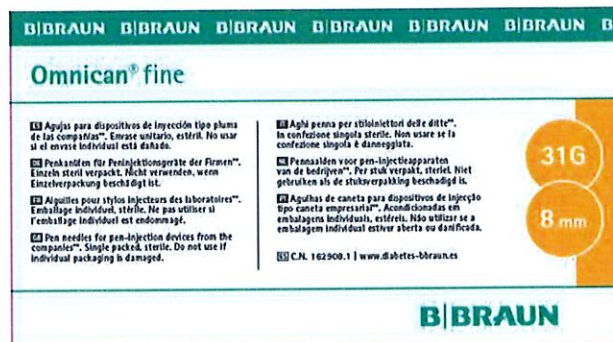 B|BRAUN B|BRAUN B|BRAUN B|BRAUN B|BRAUN B|BRAUN B
Omnican® fine
ES Agujas para dispositivos de inyección tipo pluma
de las compañías**. Envase unitario, estéril. No usar
si el envase individual está dañado.
DE Penkanülen für Peninjektionsgeräte der Firmen**.
Einzeln steril verpackt. Nicht verwenden, wenn
Einzelverpackung beschädigt ist.
FR Aiguilles pour stylos injecteurs des laboratoires**.
Emballage individuel, stérile. Ne pas utiliser si
l'emballage individuel est endommagé.
GB Pen needles for pen-injection devices from the
companies**. Single packed, sterile. Do not use if
individual packaging is damaged.
IT Aghi penna per stiloiniettori delle ditte**.
In confezione singola sterile. Non usare se la
confezione singola è danneggiata.
NL Pennaalden voor pen-injectieapparaten
van de bedrijven**. Per stuk verpakt, steriel. Niet
gebruiken als de stuksverpakking beschadigd is.
PT Agulhas de caneta para dispositivos de injecção
tipo caneta empresarial**. Acondicionadas em
embalagens individuais, estéreis. Não utilizar se a
embalagem individual estiver aberta ou danificada.
ES C.N. 162908.1 | www.diabetes-bbraun.es
31G
8 mm
B|BRAUN